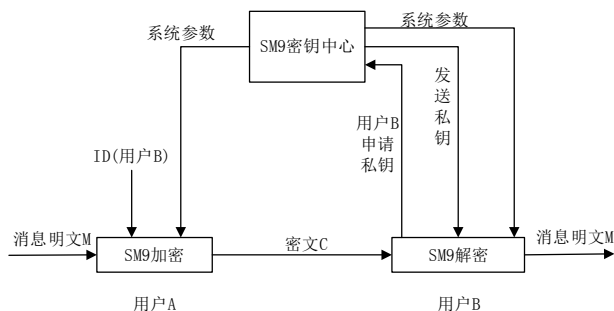 系统参数
SM9密钥中心
系统参数
发
送
私
钥
用户B
申请
私钥
ID(用户B)
消息明文M
SM9加密
密文C
SM9解密
消息明文M
用户A
用户B